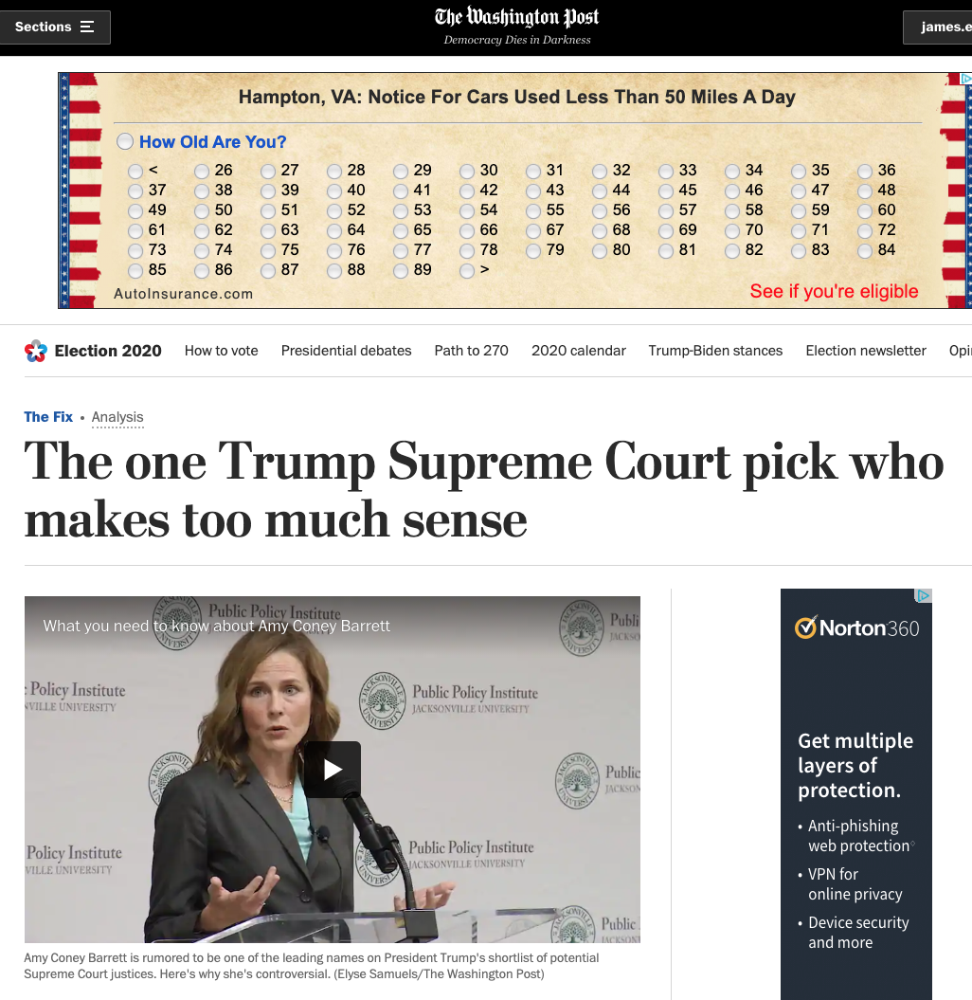 Sections
The Washington Post
Democracy Dies in Darkness
james.e
Hampton, VA: Notice For Cars Used Less Than 50 Miles A Day
How Old Are You?
< 26 27 28 29 30 31 32 33 34 35 36
37 38 39 40 41 42 43 44 45 46 47 48
49 50 51 52 53 54 55 56 57 58 59 60
61 62 63 64 65 66 67 68 69 70 71 72
73 74 75 76 77 78 79 80 81 82 83 84
85 86 87 88 89 >
AutoInsurance.com
See if you're eligible
Election 2020 How to vote Presidential debates Path to 270 2020 calendar Trump-Biden stances Election newsletter Opi
The Fix • Analysis
The one Trump Supreme Court pick who
makes too much sense
What you need to know about Amy Coney Barrett
Public Policy Institute
Publi
JACKS
: Policy Institute
VILLE UNIVERSITY
Public Policy Institute
JACKSONVILLE UNIVERSITY
Public
JACKSON
Policy Institute
VILLE UNIVERSITY
Public Policy Institute
JACKSONVILLE UNIVERSITY
Public
Amy Coney Barrett is rumored to be one of the leading names on President Trump's shortlist of potential
Supreme Court justices. Here's why she's controversial. (Elyse Samuels/The Washington Post)
Norton360
Get multiple
layers of
protection.
• Anti-phishing
web protection◊
• VPN for
online privacy
• Device security
and more